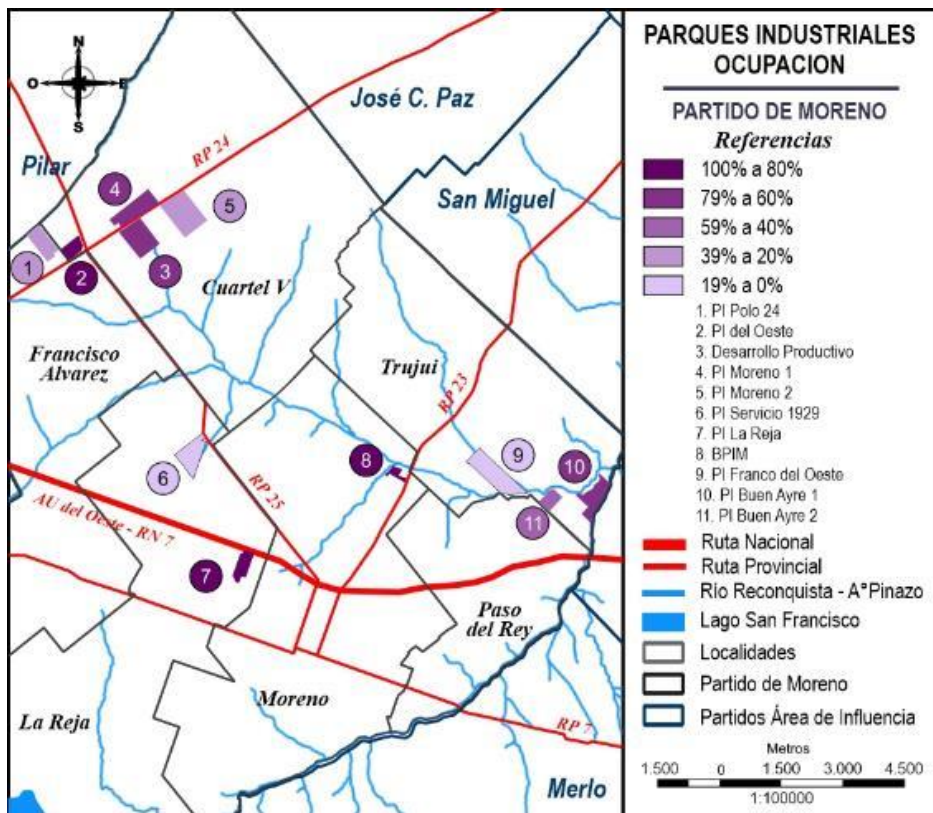 PARQUES INDUSTRIALES
OCUPACION
PARTIDO DE MORENO
Referencias
100% a 80%
79% a 60%
59% a 40%
39% a 20%
19% a 0%
1. PI Polo 24
2. PI del Oeste
3. Desarrollo Productivo
4. PI Moreno 1
5. PI Moreno 2
6. PI Servicio 1929
7. PI La Reja
8. BPIM
9. PI Franco del Oeste
10. PI Buen Ayre 1
11. PI Buen Ayre 2
Ruta Nacional
Ruta Provincial
Río Reconquista - A°Pinazo
Lago San Francisco
Localidades
Partido de Moreno
Partidos Área de Influencia
Metros
1.500 0 1.500 3.000 4.500
1:100000
N
O E
S
José C. Paz
Pilar
RP 24
San Miguel
4
5
1
2
3
Cuartel V
Francisco
Alvarez
Trujui
RP 23
6
8
9
10
11
RP 25
AU del Oeste - RN 7
7
Paso
del Rey
Moreno
La Reja
RP 7
Merlo